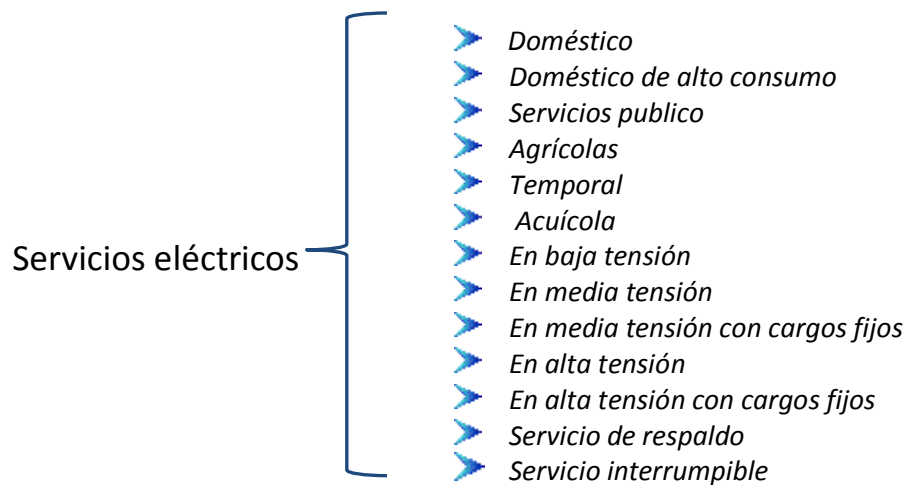 Servicios eléctricos
Doméstico
Doméstico de alto consumo
Servicios publico
Agrícolas
Temporal
Acuícola
En baja tensión
En media tensión
En media tensión con cargos fijos
En alta tensión
En alta tensión con cargos fijos
Servicio de respaldo
Servicio interrumpible